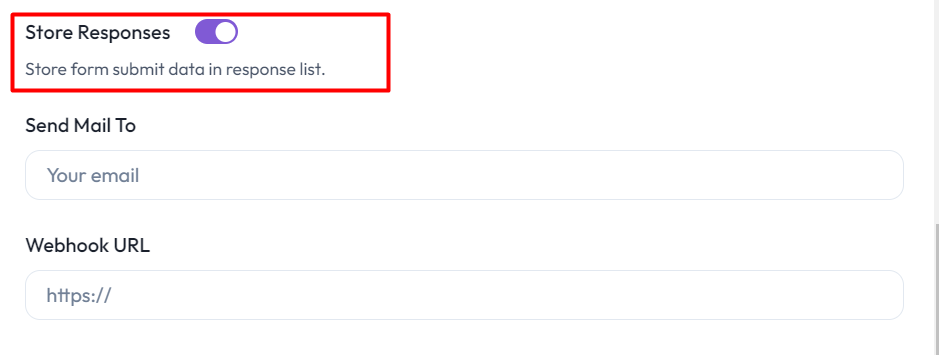 Store Responses
Store form submit data in response list.
Send Mail To
Your email
Webhook URL
https://